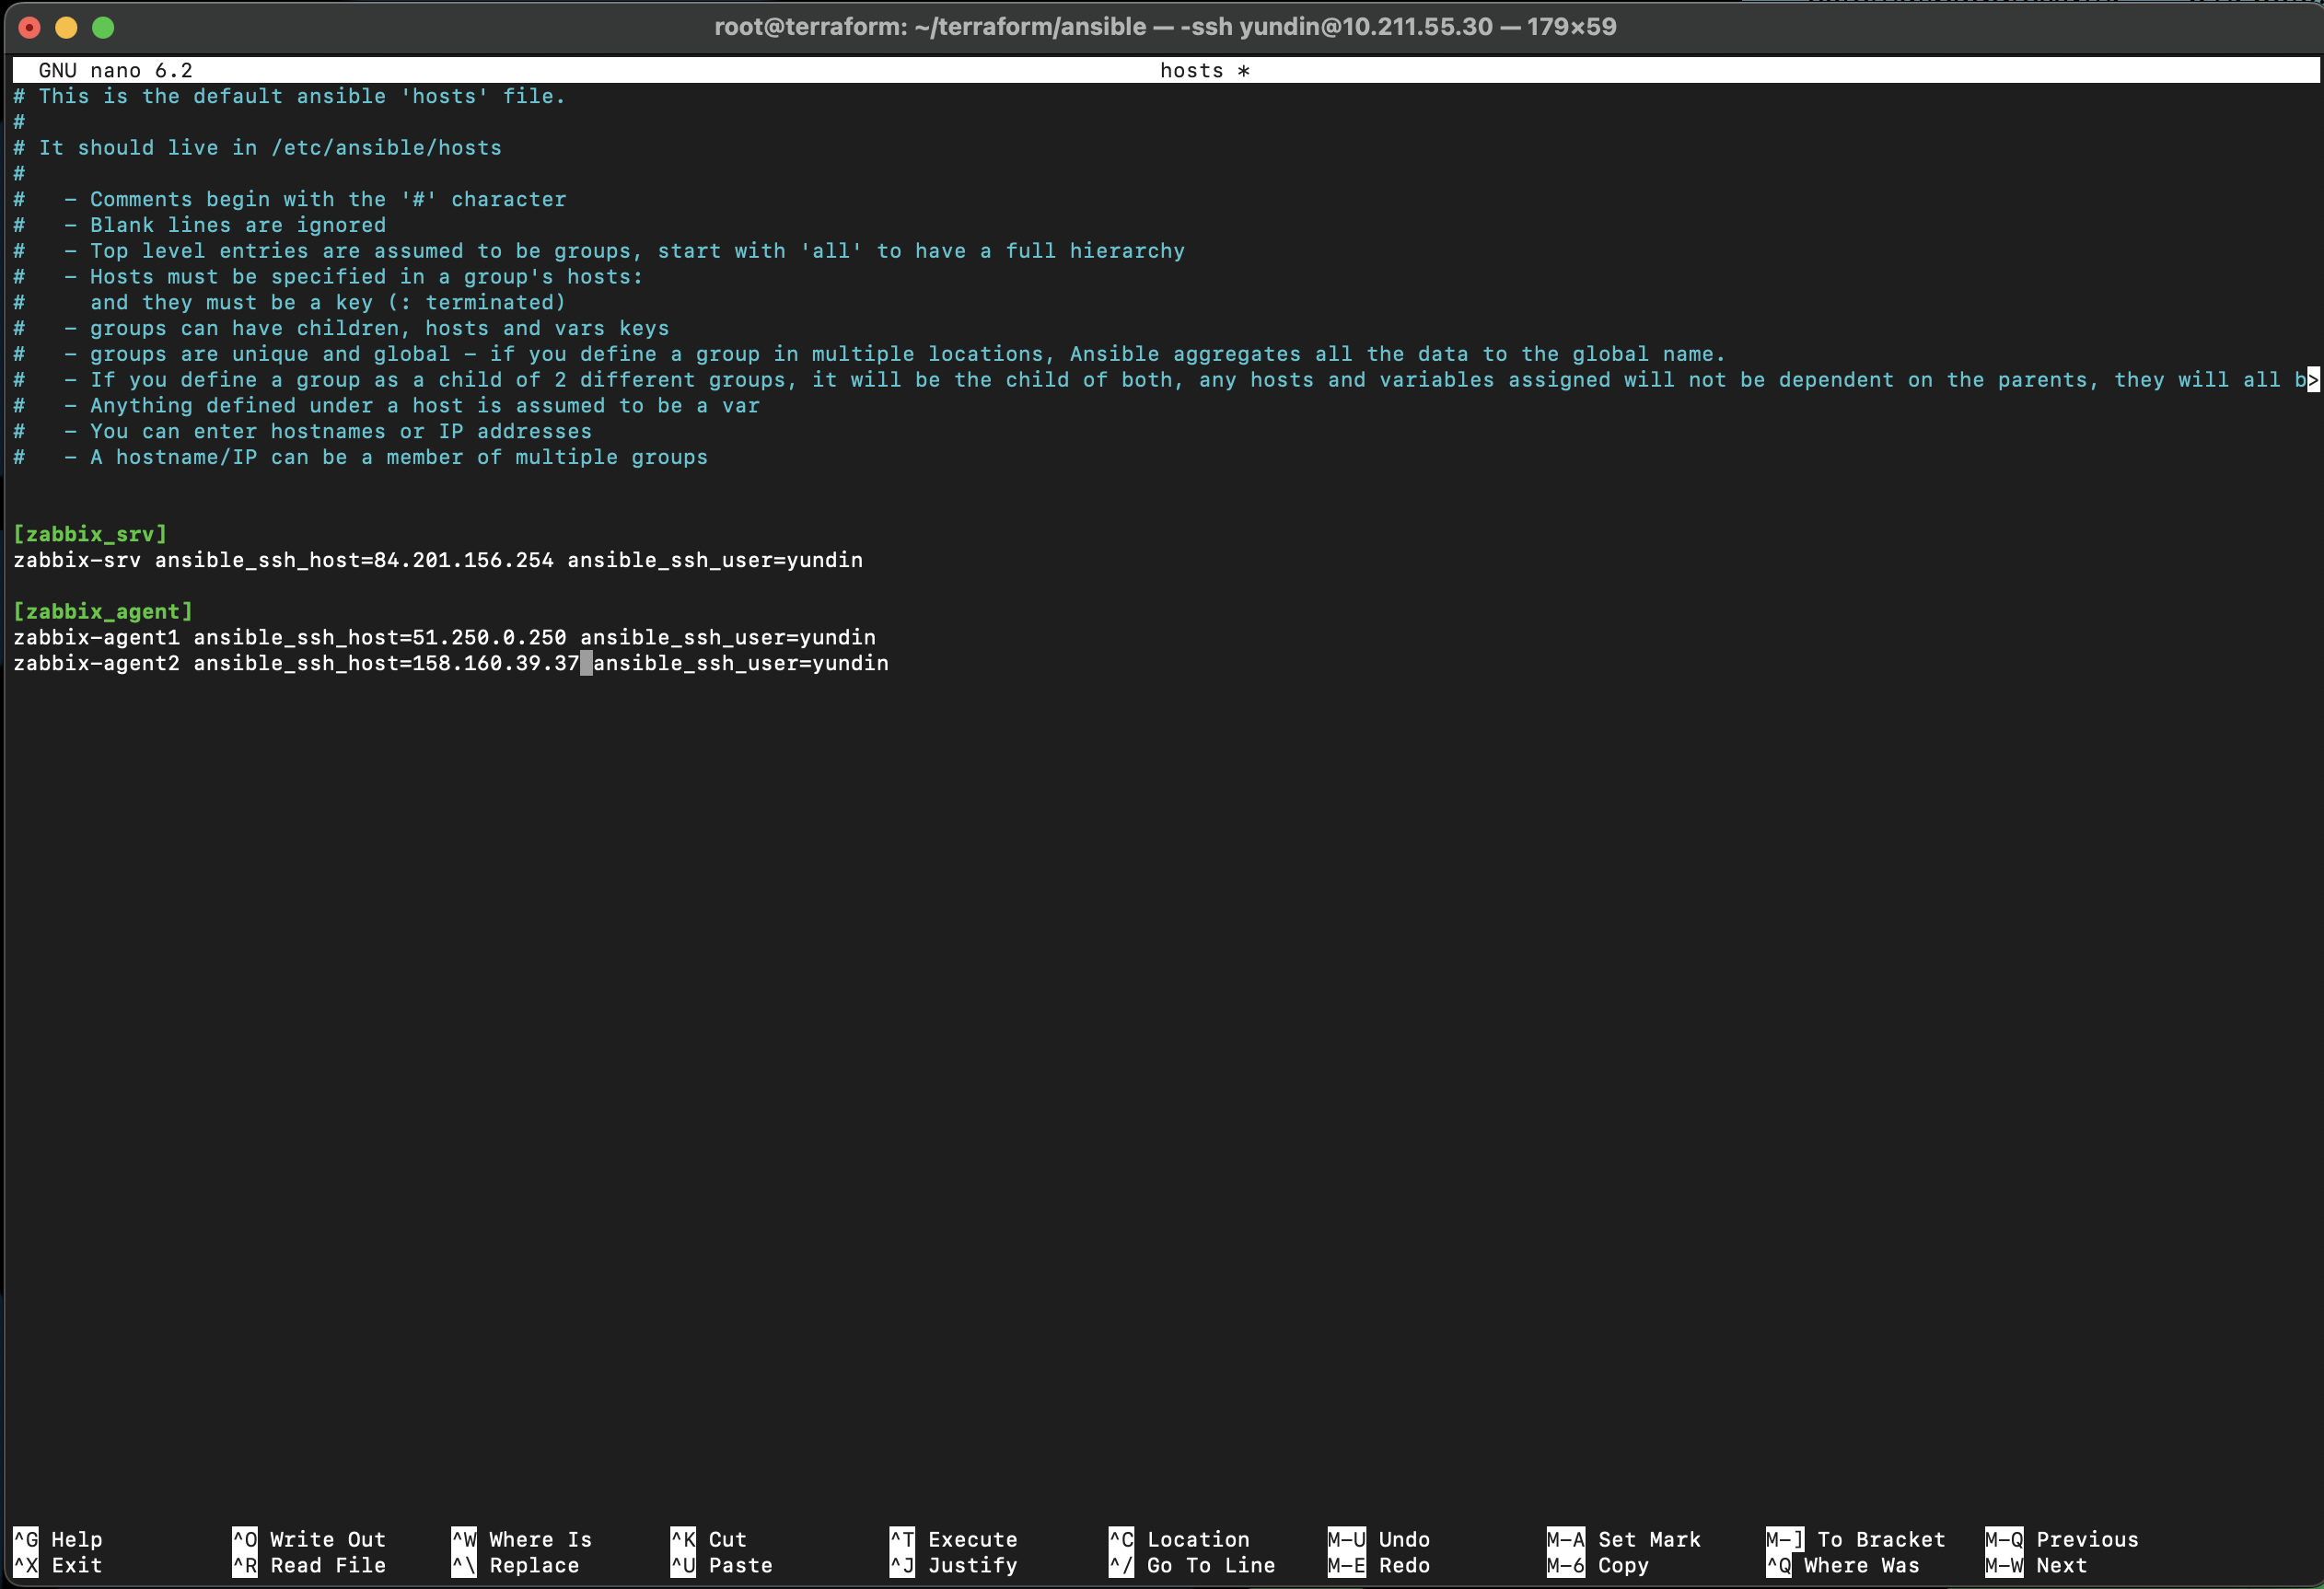 root@terraform: ~/terraform/ansible — -ssh yundin@10.211.55.30 — 179×59
GNU nano 6.2 hosts *
# This is the default ansible 'hosts' file.
#
# It should live in /etc/ansible/hosts
#
#   - Comments begin with the '#' character
#   - Blank lines are ignored
#   - Top level entries are assumed to be groups, start with 'all' to have a full hierarchy
#   - Hosts must be specified in a group's hosts:
#     and they must be a key (: terminated)
#   - groups can have children, hosts and vars keys
#   - groups are unique and global - if you define a group in multiple locations, Ansible aggregates all the data to the global name.
#   - If you define a group as a child of 2 different groups, it will be the child of both, any hosts and variables assigned will not be dependent on the parents, they will all b>
#   - Anything defined under a host is assumed to be a var
#   - You can enter hostnames or IP addresses
#   - A hostname/IP can be a member of multiple groups
[zabbix_srv]
zabbix-srv ansible_ssh_host=84.201.156.254 ansible_ssh_user=yundin
[zabbix_agent]
zabbix-agent1 ansible_ssh_host=51.250.0.250 ansible_ssh_user=yundin
zabbix-agent2 ansible_ssh_host=158.160.39.37 ansible_ssh_user=yundin
^G Help ^O Write Out ^W Where Is ^K Cut ^T Execute ^C Location M-U Undo M-A Set Mark M-] To Bracket M-Q Previous
^X Exit ^R Read File ^\ Replace ^U Paste ^J Justify ^/ Go To Line M-E Redo M-6 Copy ^Q Where Was M-W Next